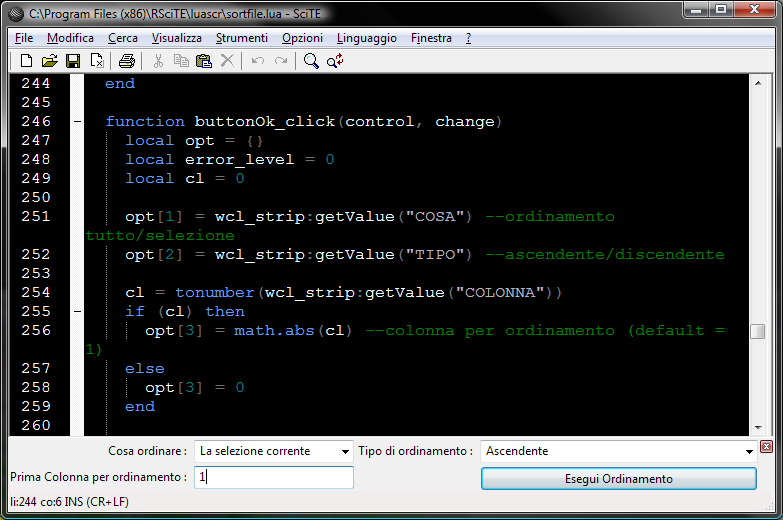 C:\Program Files (x86)\RSciTE\luascr\sortfile.lua - SciTE
File Modifica Cerca Visualizza Strumenti Opzioni Linguaggio Finestra ?
244 end
245
246 function buttonOk_click(control, change)
247 local opt = {}
248 local error_level = 0
249 local cl = 0
250
251 opt[1] = wcl_strip:getValue("COSA") --ordinamento
tutto/selezione
252 opt[2] = wcl_strip:getValue("TIPO") --ascendente/discendente
253
254 cl = tonumber(wcl_strip:getValue("COLONNA"))
255 if (cl) then
256 opt[3] = math.abs(cl) --colonna per ordinamento (default =
1)
257 else
258 opt[3] = 0
259 end
260
Cosa ordinare : La selezione corrente Tipo di ordinamento : Ascendente
Prima Colonna per ordinamento : 1 Esegui Ordinamento
li:244 co:6 INS (CR+LF)